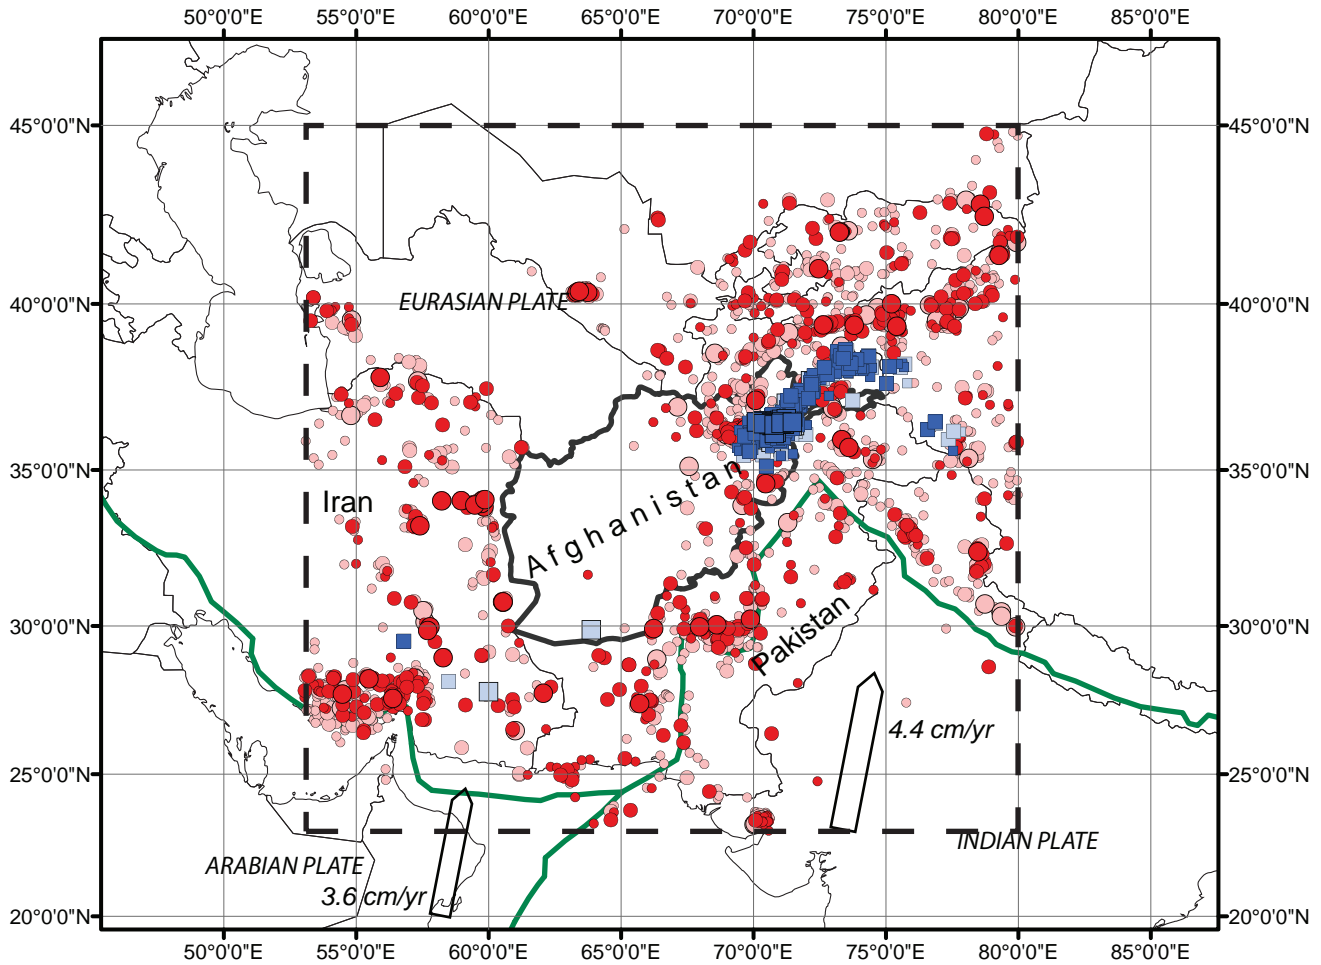 50°0'0"E 55°0'0"E 60°0'0"E 65°0'0"E 70°0'0"E 75°0'0"E 80°0'0"E 85°0'0"E
45°0'0"N 45°0'0"N
EURASIAN PLATE
40°0'0"N 40°0'0"N
35°0'0"N 35°0'0"N
Iran
Afghanistan
30°0'0"N 30°0'0"N
Pakistan
4.4 cm/yr
25°0'0"N 25°0'0"N
INDIAN PLATE
ARABIAN PLATE
3.6 cm/yr
20°0'0"N 20°0'0"N
50°0'0"E 55°0'0"E 60°0'0"E 65°0'0"E 70°0'0"E 75°0'0"E 80°0'0"E 85°0'0"E